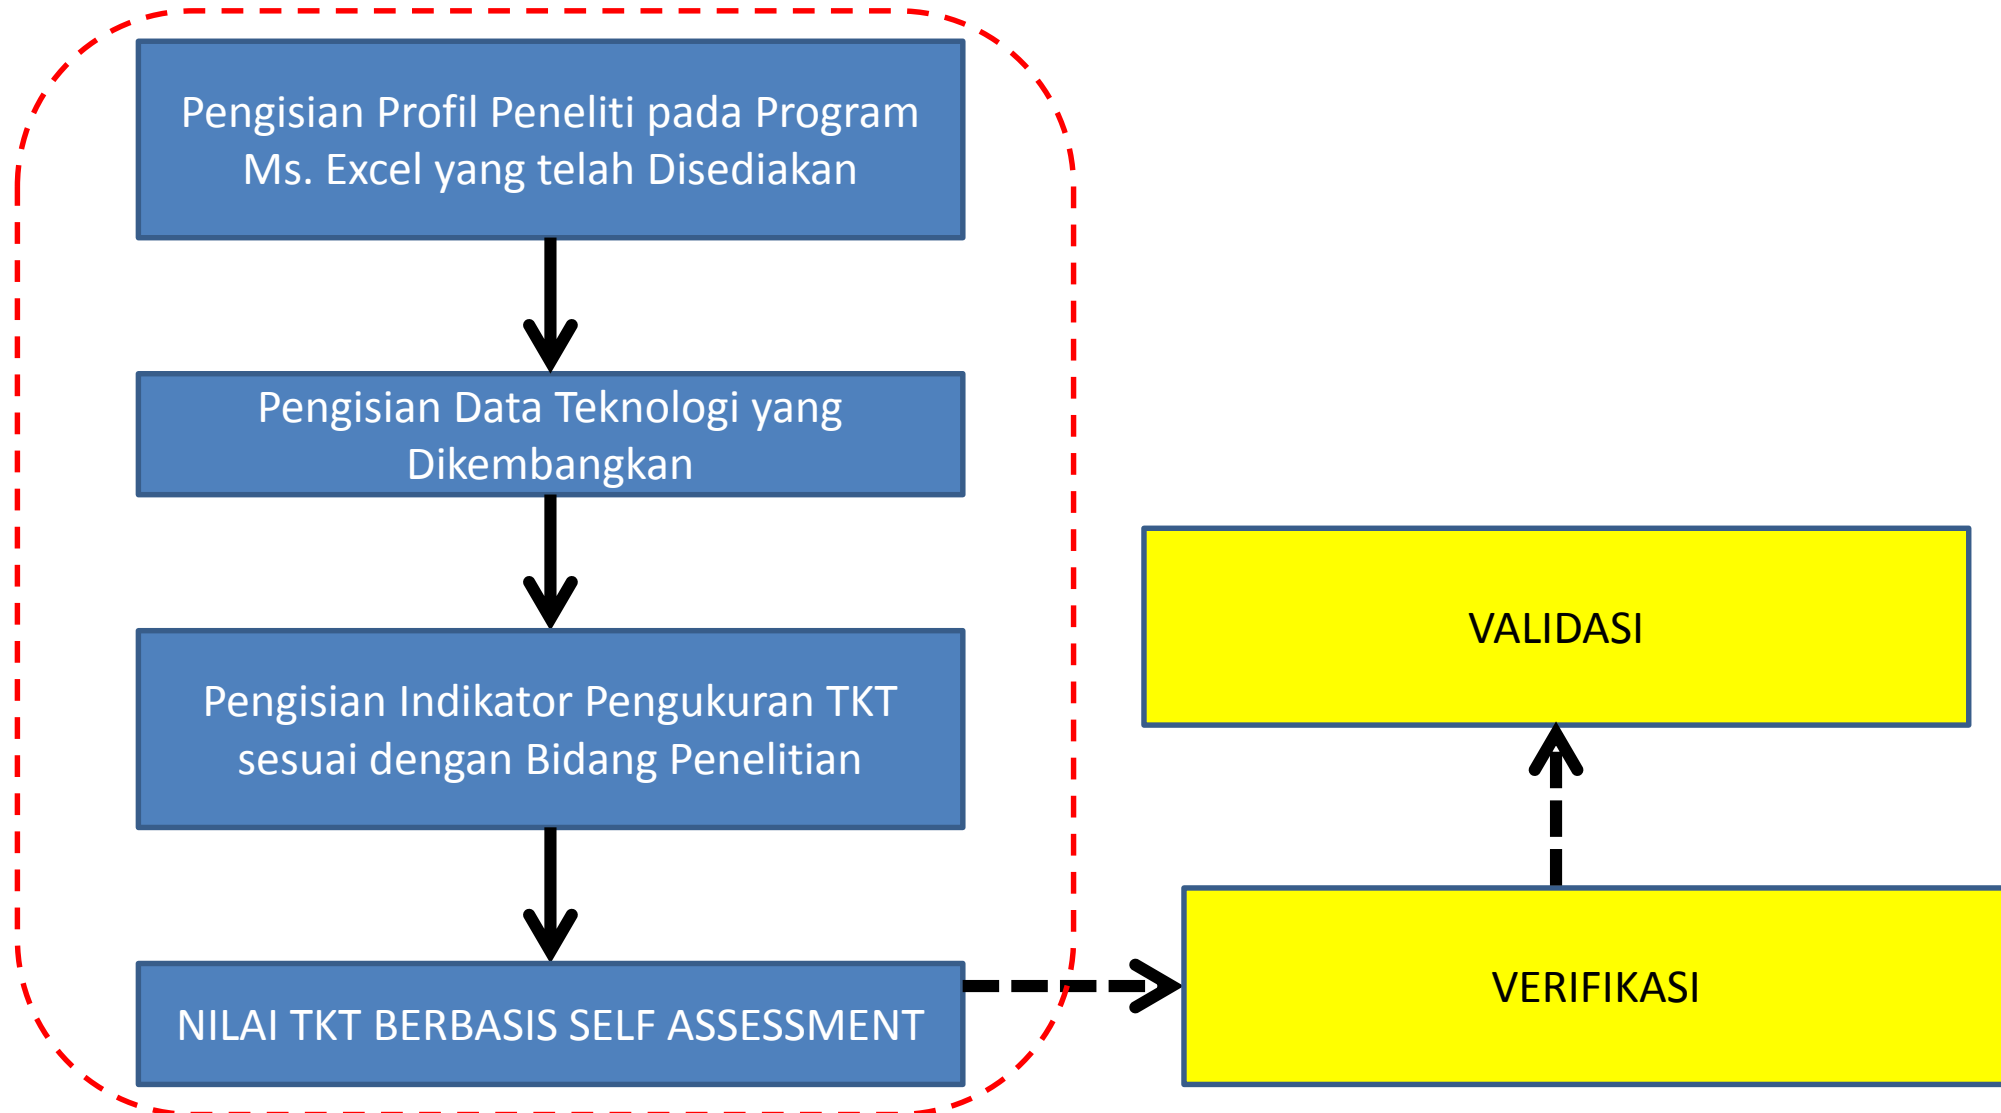 Pengisian Profil Peneliti pada Program
Ms. Excel yang telah Disediakan
Pengisian Data Teknologi yang
Dikembangkan
Pengisian Indikator Pengukuran TKT
sesuai dengan Bidang Penelitian
NILAI TKT BERBASIS SELF ASSESSMENT
VERIFIKASI
VALIDASI